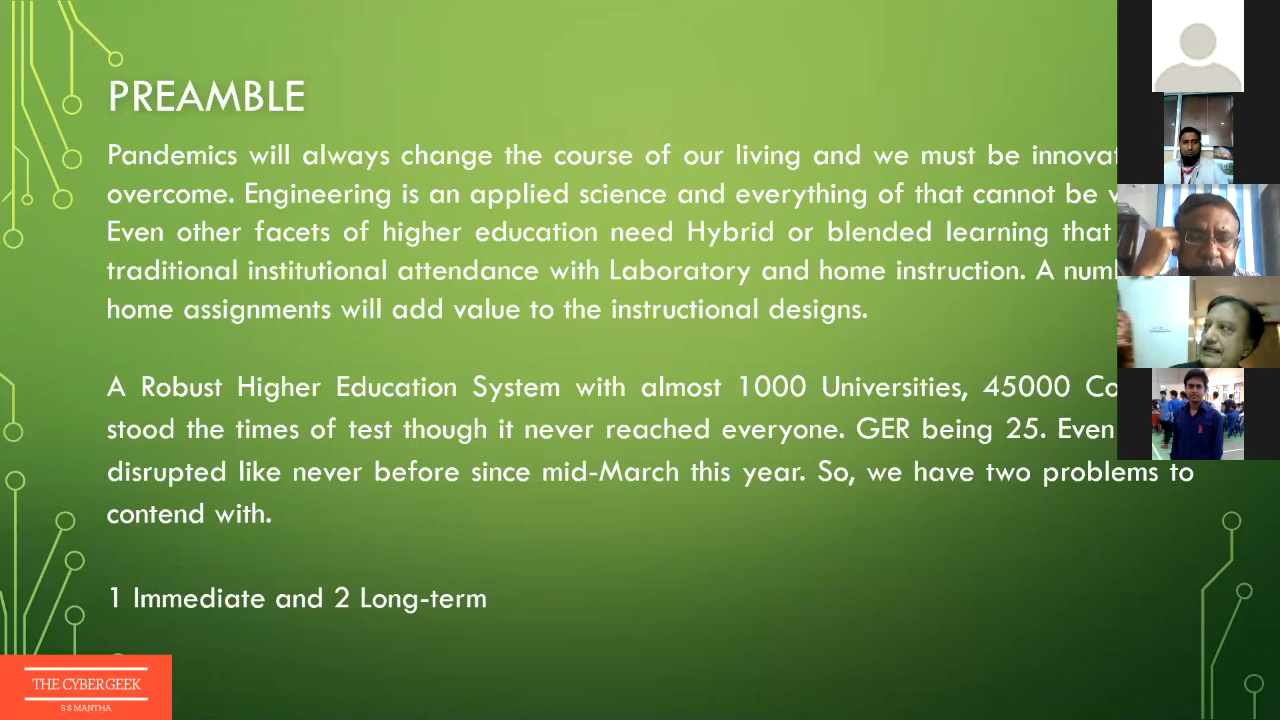 PREAMBLE
Pandemics will always change the course of our living and we must be
overcome. Engineering is an applied science and everything of that cannot be
Even other facets of higher education need Hybrid or blended learning that
traditional institutional attendance with Laboratory and home instruction. A
home assignments will add value to the instructional designs.
A Robust Higher Education System with almost 1000 Universities, 45000
stood the times of test though it never reached everyone. GER being 25. Even
disrupted like never before since mid-March this year. So, we have two problems to
contend with.
1 Immediate and 2 Long-term
THE CYBERGEEK
S S MANTHA